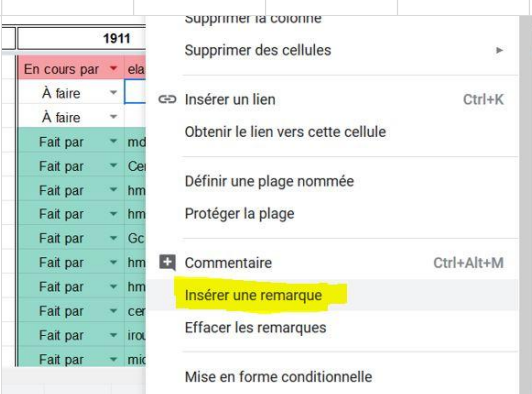 Supprimer la colonne
1911
Supprimer des cellules
En cours par ela
À faire
Insérer un lien Ctrl+K
À faire
Obtenir le lien vers cette cellule
Fait par md
Fait par Cer
Définir une plage nommée
Fait par hm
Fait par hm
Protéger la plage
Fait par Gc
Fait par hm
Commentaire Ctrl+Alt+M
Fait par hm
Insérer une remarque
Fait par cer
Fait par irou
Effacer les remarques
Fait par mic
Mise en forme conditionnelle